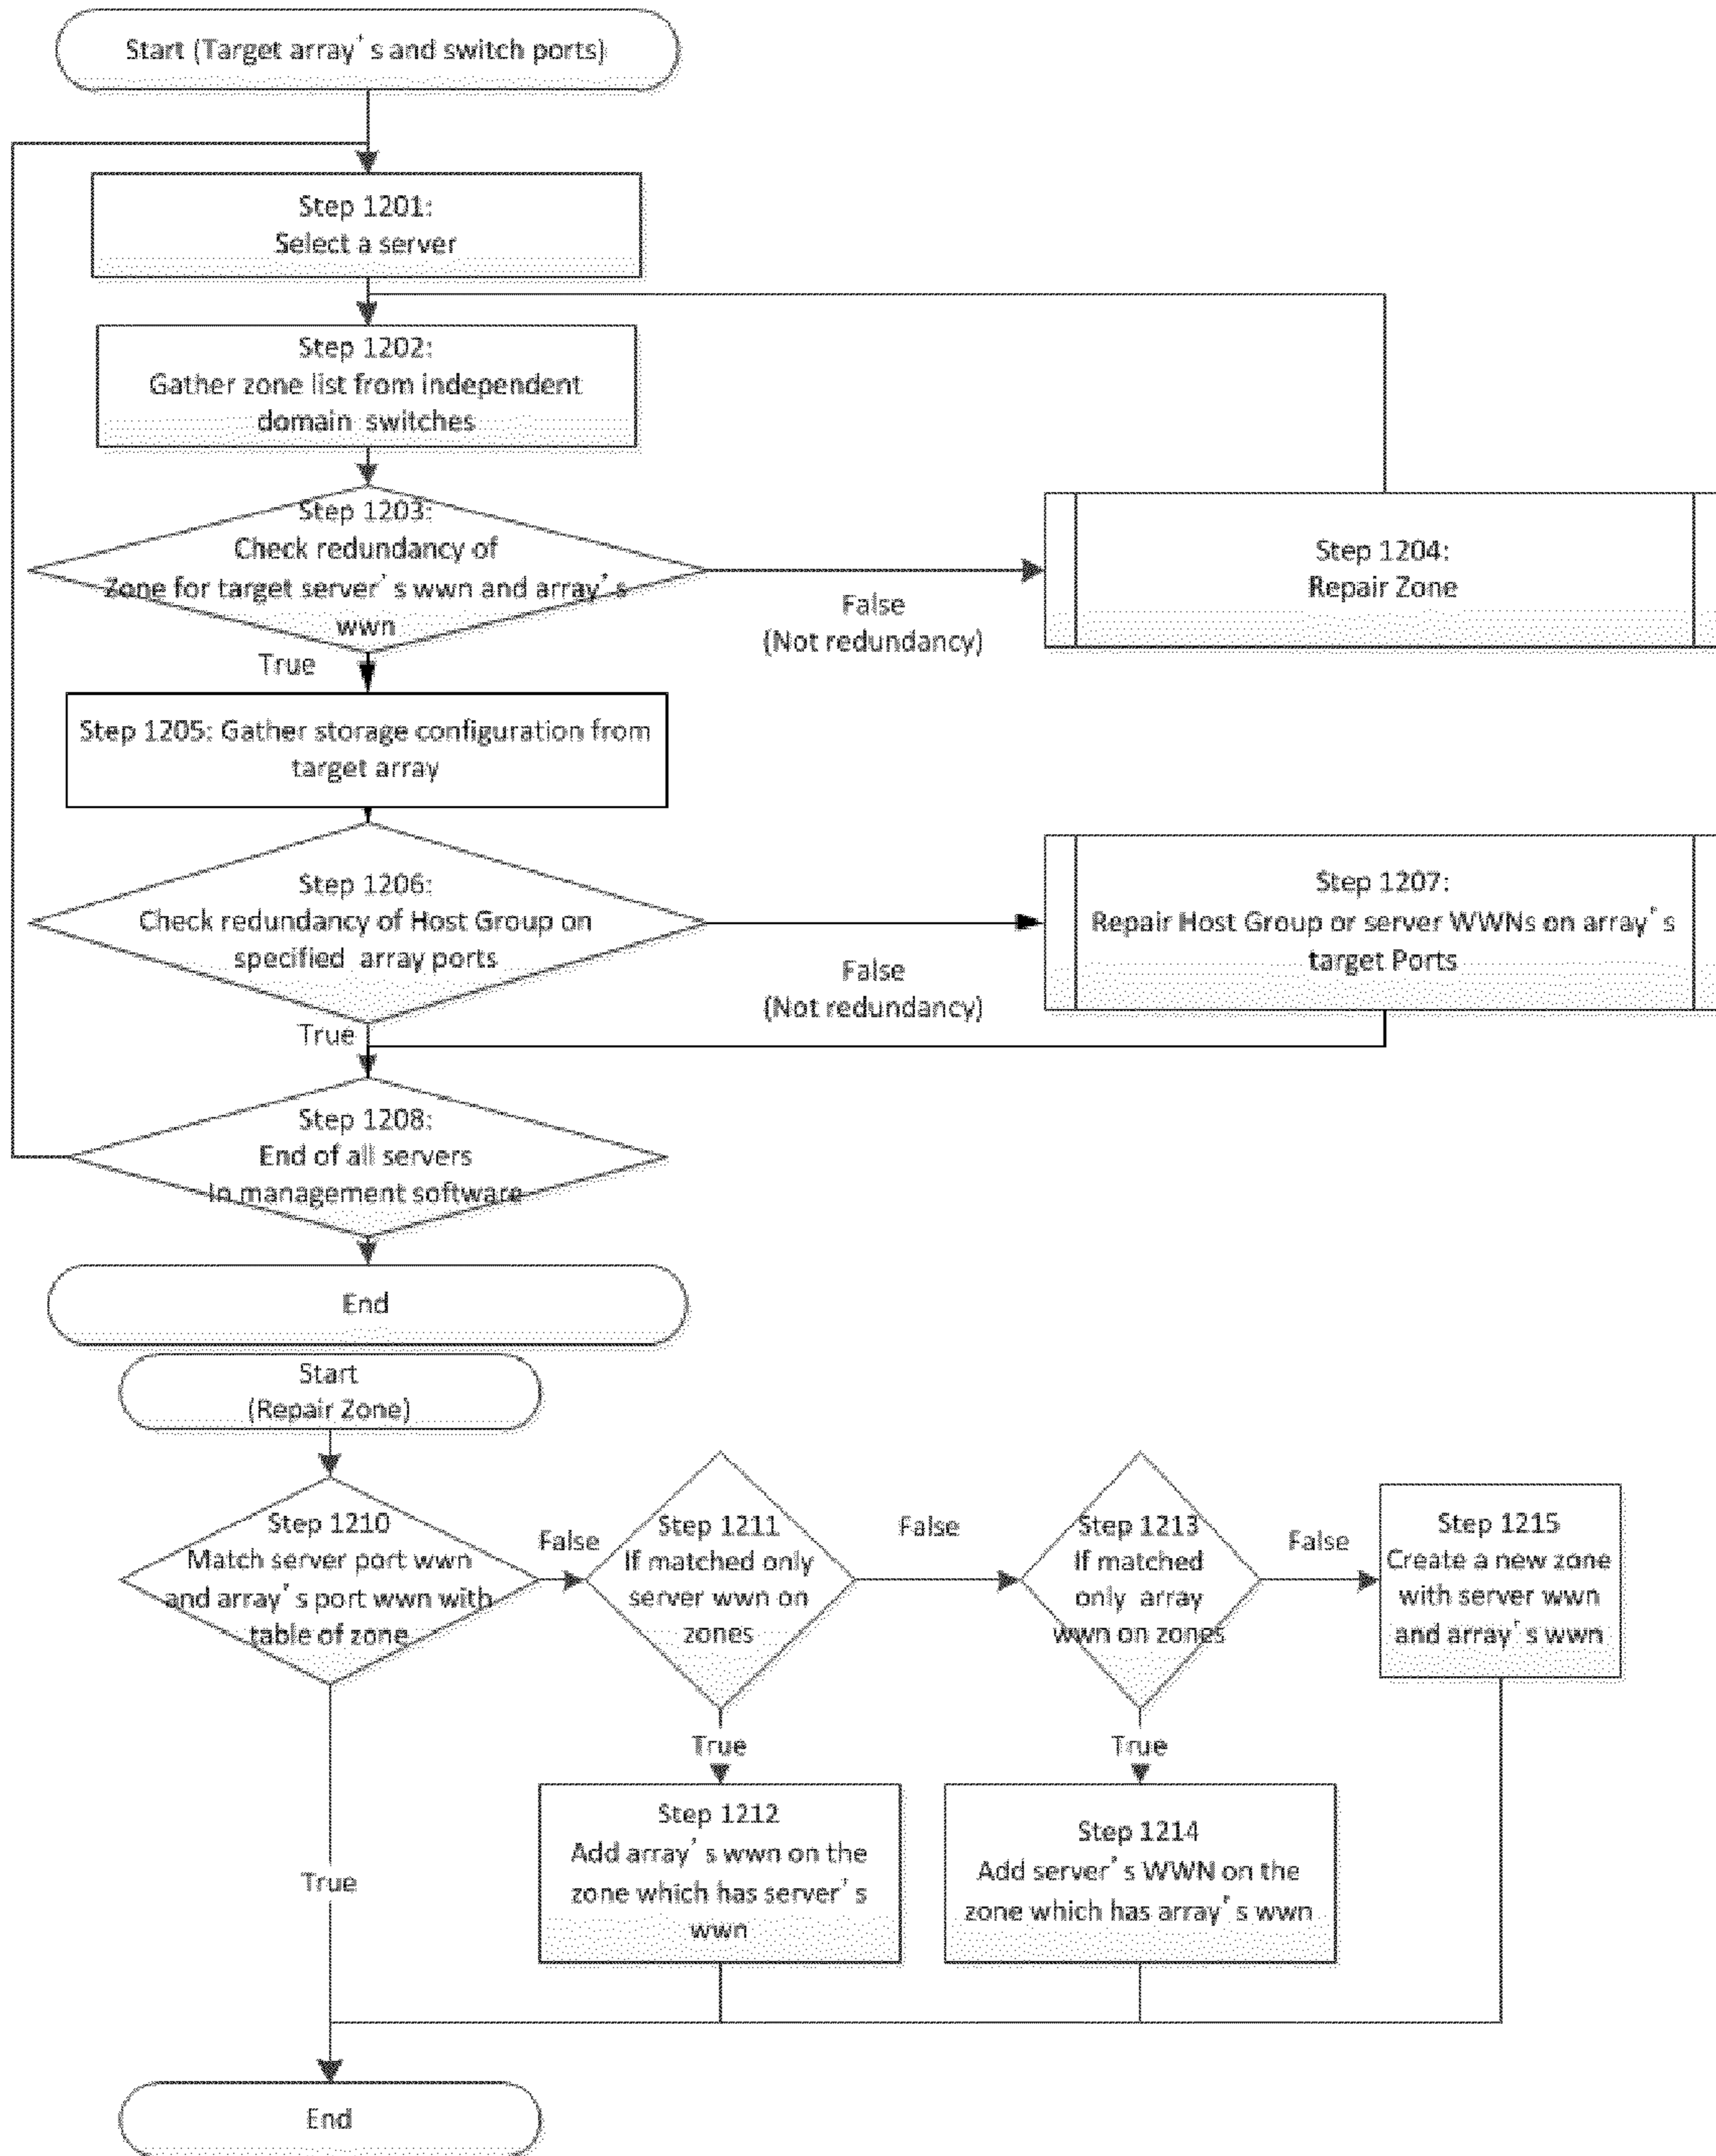 Start (Target array's and switch ports)
Step 1201:
Select a server
Step 1202:
Gather zone list from independent
domain switches
Step 1203:
Check redundancy of
Zone for target server's wwn and array's
wwn
False
(Not redundancy)
Step 1204:
Repair Zone
True
Step 1205: Gather storage configuration from
target array
Step 1206:
Check redundancy of Host Group on
specified array ports
False
(Not redundancy)
Step 1207:
Repair Host Group or server WWNs on array's
target Ports
True
Step 1208:
End of all servers
In management software
End
Start
(Repair Zone)
Step 1210
Match server port wwn
and array's port wwn with
table of zone
False
Step 1211
If matched only
server wwn on
zones
False
Step 1213
If matched
only array
wwn on zones
False
Step 1215
Create a new zone
with server wwn
and array's wwn
True
True
Step 1212
Add array's wwn on the
zone which has server's
wwn
Step 1214
Add server's WWN on the
zone which has array's wwn
True
End